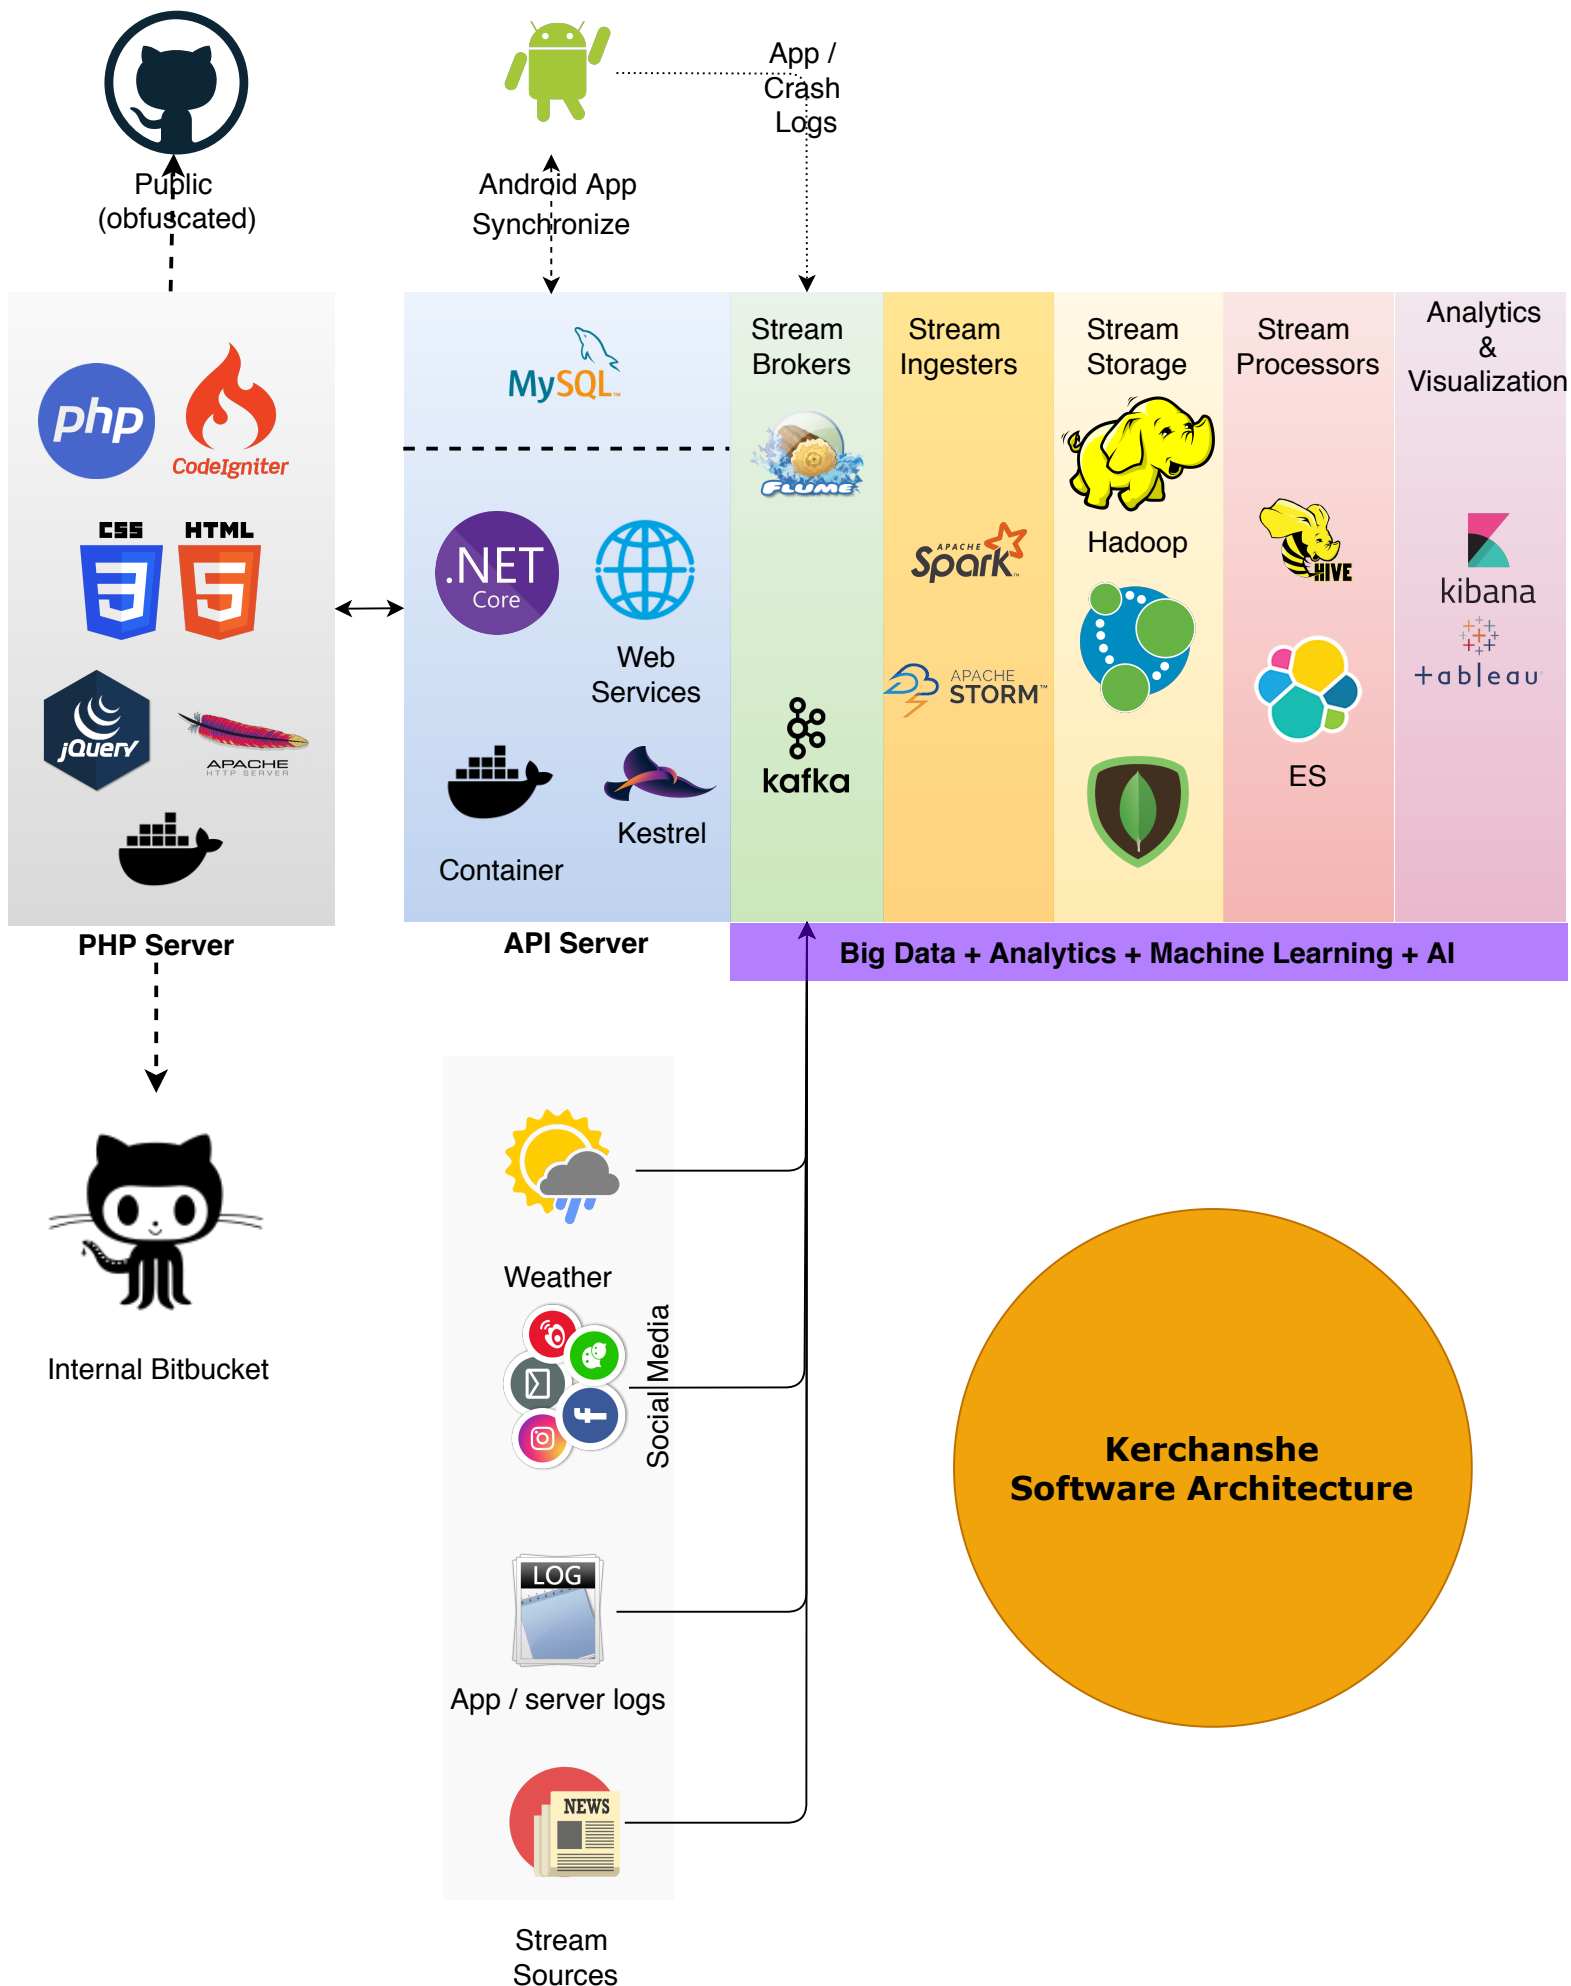 App /
Crash
Logs
Public
(obfuscated)
Android App
Synchronize
php
CodeIgniter
CSS
HTML
jQuery
APACHE
HTTP SERVER
PHP Server
MySQL™
.NET
Core
Web
Services
Container
Kestrel
API Server
Stream
Brokers
FLUME
kafka
Stream
Ingesters
APACHE
Spark™
APACHE
STORM™
Stream
Storage
Hadoop
Stream
Processors
HIVE
ES
Analytics
&
Visualization
kibana
+ableau
Big Data + Analytics + Machine Learning + AI
Internal Bitbucket
Weather
Social Media
LOG
App / server logs
NEWS
Stream
Sources
Kerchanshe
Software Architecture